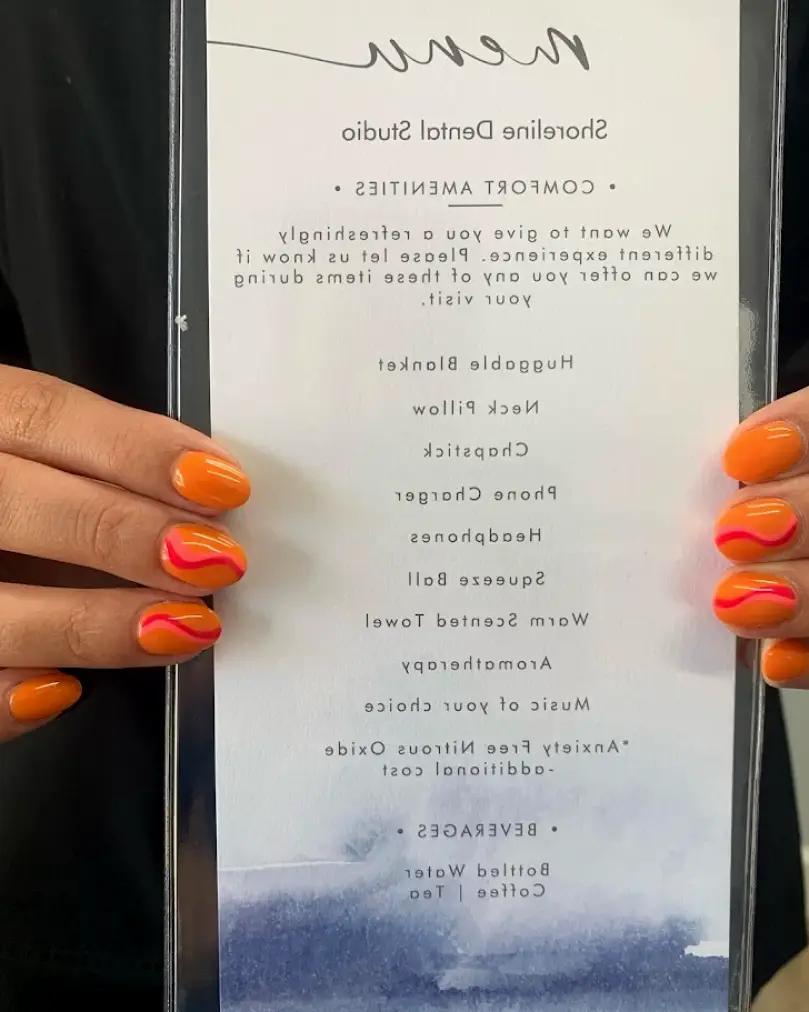 menu
Shoreline Dental Studio
• COMFORT AMENITIES •
We want to give you a refreshingly
different experience. Please let us know if
we can offer you any of these items during
your visit.
Huggable Blanket
Neck Pillow
Chapstick
Phone Charger
Headphones
Squeeze Ball
Warm Scented Towel
Aromatherapy
Music of your choice
*Anxiety Free Nitrous Oxide
-additional cost
• BEVERAGES •
Bottled Water
Coffee | Tea